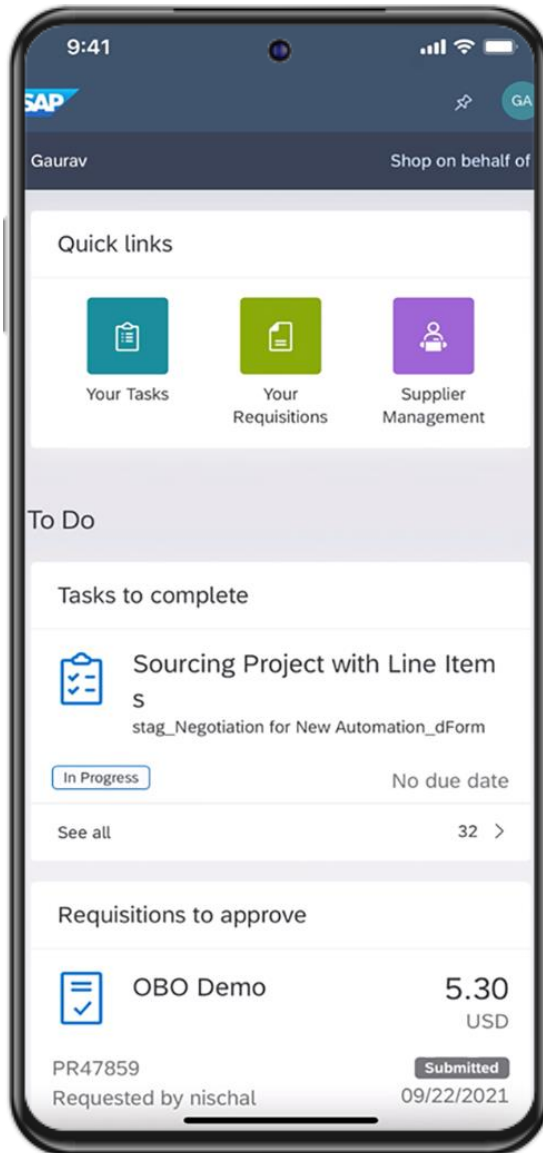 9:41
SAP
GA
Gaurav
Shop on behalf of
Quick links
Your Tasks
Your
Requisitions
Supplier
Management
To Do
Tasks to complete
Sourcing Project with Line Item
s
stag_Negotiation for New Automation_dForm
In Progress
No due date
See all
32
Requisitions to approve
OBO Demo
5.30
USD
PR47859
Submitted
Requested by nischal
09/22/2021